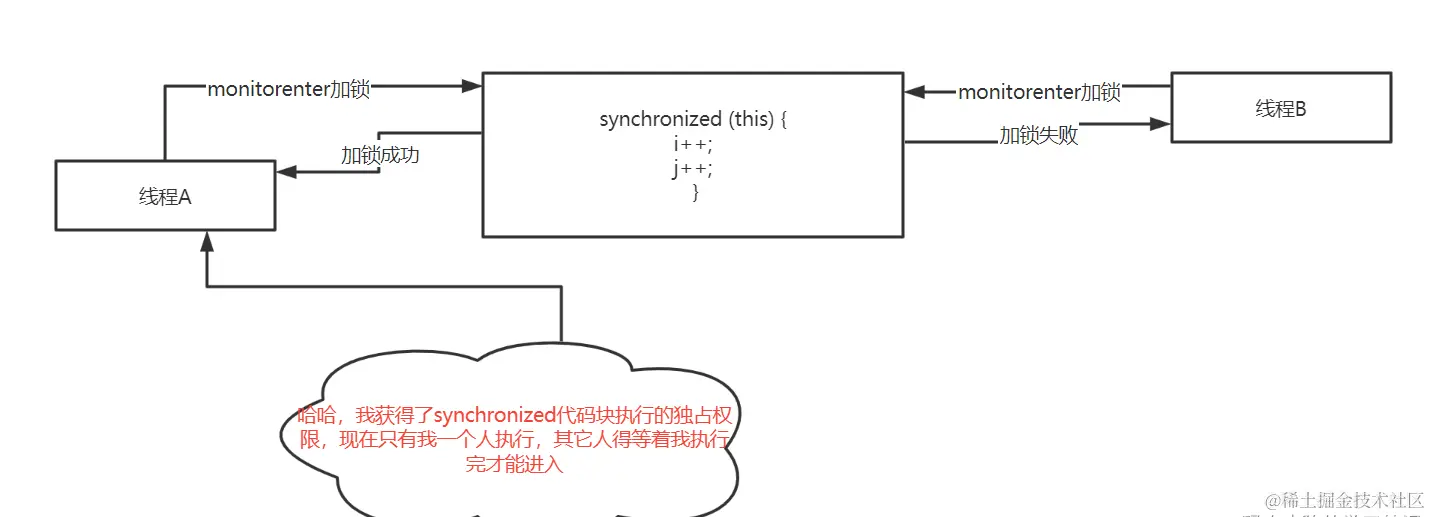 monitorenter加锁
synchronized (this) {
i++;
j++;
}
monitorenter加锁
线程B
加锁成功
加锁失败
线程A
哈哈，我获得了synchronized代码块执行的独占权
限，现在只有我一个人执行，其它人得等着我执行
完才能进入
@稀土掘金技术社区